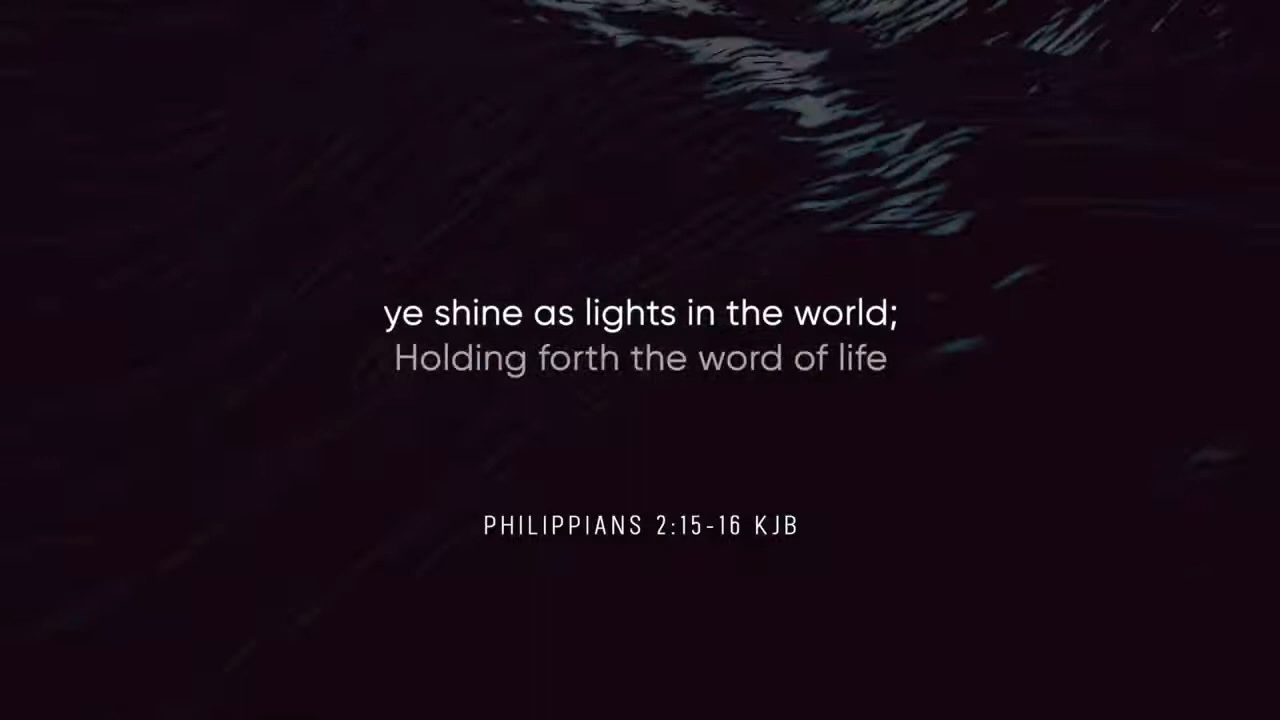 ye shine as lights in the world;
Holding forth the word of life
PHILIPPIANS 2:15-16 KJB